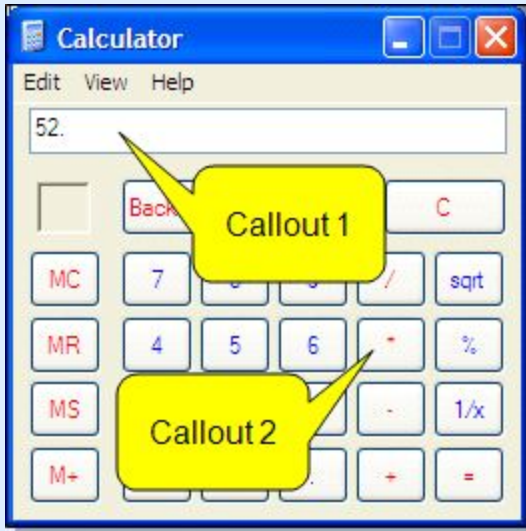 Calculator
Edit View Help
52.
Back
Callout 1
C
MC 7 / sqrt
MR 4 5 6 * %
MS - 1/x
Callout 2
M+ . + =